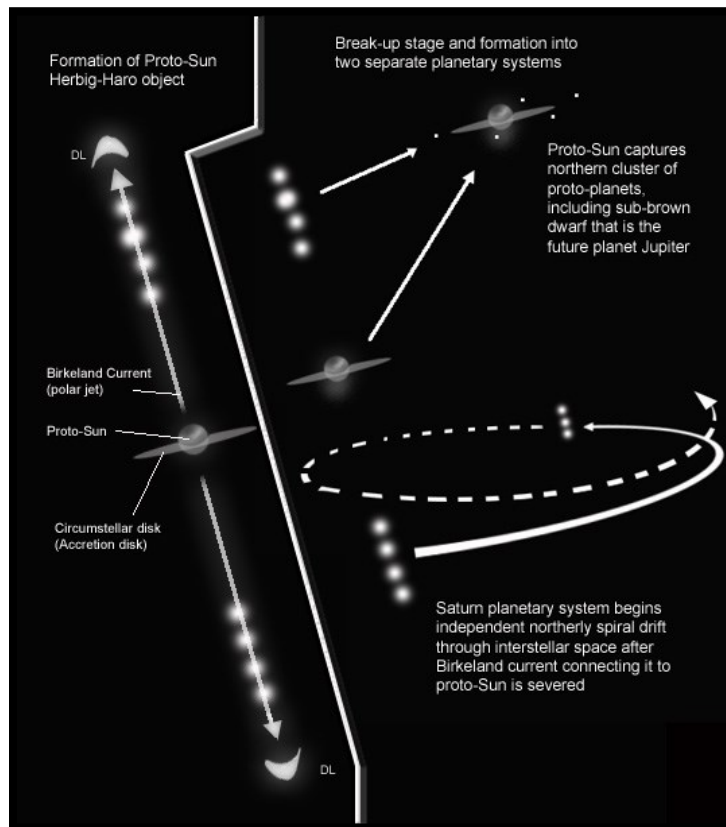 Formation of Proto-Sun
Herbig-Haro object
DL
Birkeland Current
(polar jet)
Proto-Sun
Circumstellar disk
(Accretion disk)
DL
Break-up stage and formation into
two separate planetary systems
Proto-Sun captures
northern cluster of
proto-planets,
including sub-brown
dwarf that is the
future planet Jupiter
Saturn planetary system begins
independent northerly spiral drift
through interstellar space after
Birkeland current connecting it to
proto-Sun is severed